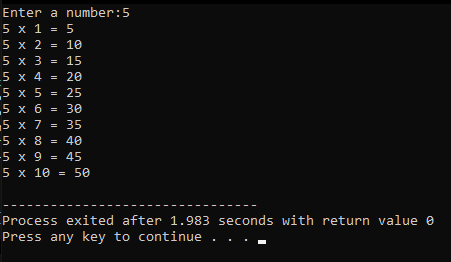 Enter a number:5
5 x 1 = 5
5 x 2 = 10
5 x 3 = 15
5 x 4 = 20
5 x 5 = 25
5 x 6 = 30
5 x 7 = 35
5 x 8 = 40
5 x 9 = 45
5 x 10 = 50
--------------------------------
Process exited after 1.983 seconds with return value 0
Press any key to continue . . .